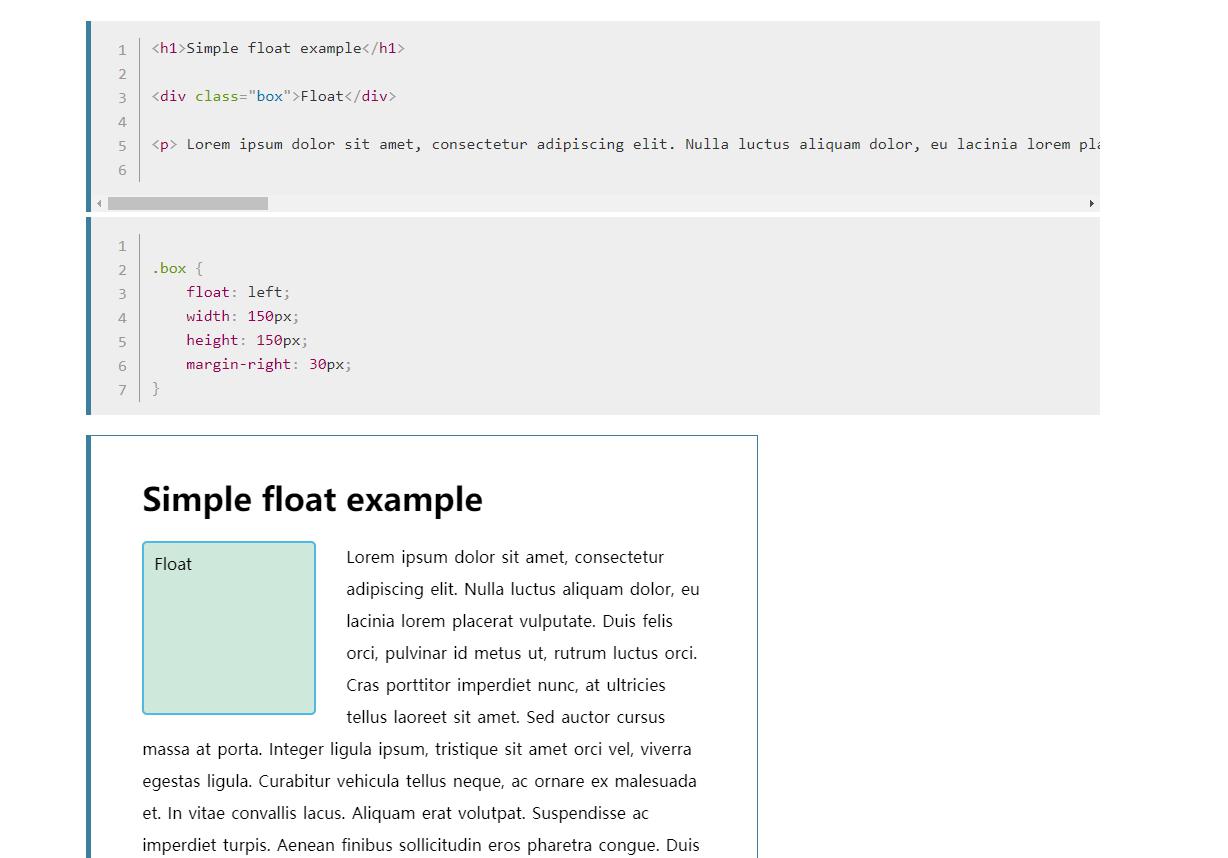 1 <h1>Simple float example</h1>
2
3 <div class="box">Float</div>
4
5 <p> Lorem ipsum dolor sit amet, consectetur adipiscing elit. Nulla luctus aliquam dolor, eu lacinia lorem pla
6
1
2 .box {
3     float: left;
4     width: 150px;
5     height: 150px;
6     margin-right: 30px;
7 }
Simple float example
Float
Lorem ipsum dolor sit amet, consectetur
adipiscing elit. Nulla luctus aliquam dolor, eu
lacinia lorem placerat vulputate. Duis felis
orci, pulvinar id metus ut, rutrum luctus orci.
Cras porttitor imperdiet nunc, at ultricies
tellus laoreet sit amet. Sed auctor cursus
massa at porta. Integer ligula ipsum, tristique sit amet orci vel, viverra
egestas ligula. Curabitur vehicula tellus neque, ac ornare ex malesuada
et. In vitae convallis lacus. Aliquam erat volutpat. Suspendisse ac
imperdiet turpis. Aenean finibus sollicitudin eros pharetra congue. Duis